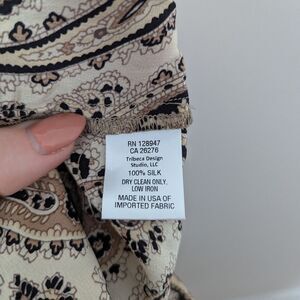 RN 128947
CA 26276
Tribeca Design
Studio, LLC
100% SILK
DRY CLEAN ONLY,
LOW IRON
MADE IN USA OF
IMPORTED FABRIC